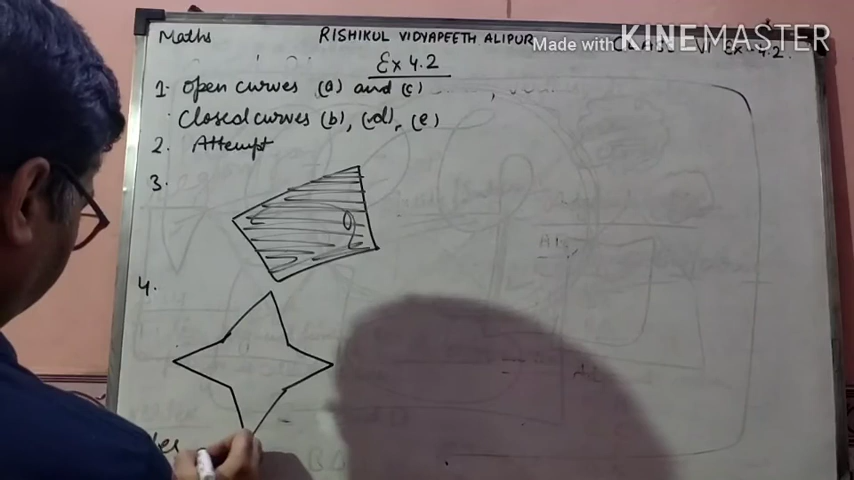 Maths RISHIKUL VIDYAPEETH ALIPUR
Made with KINEMASTER
Ex 4.2
1. Open curves (a) and (c)
Closed curves (b), (d), (e)
2. Attempt
3.
4.